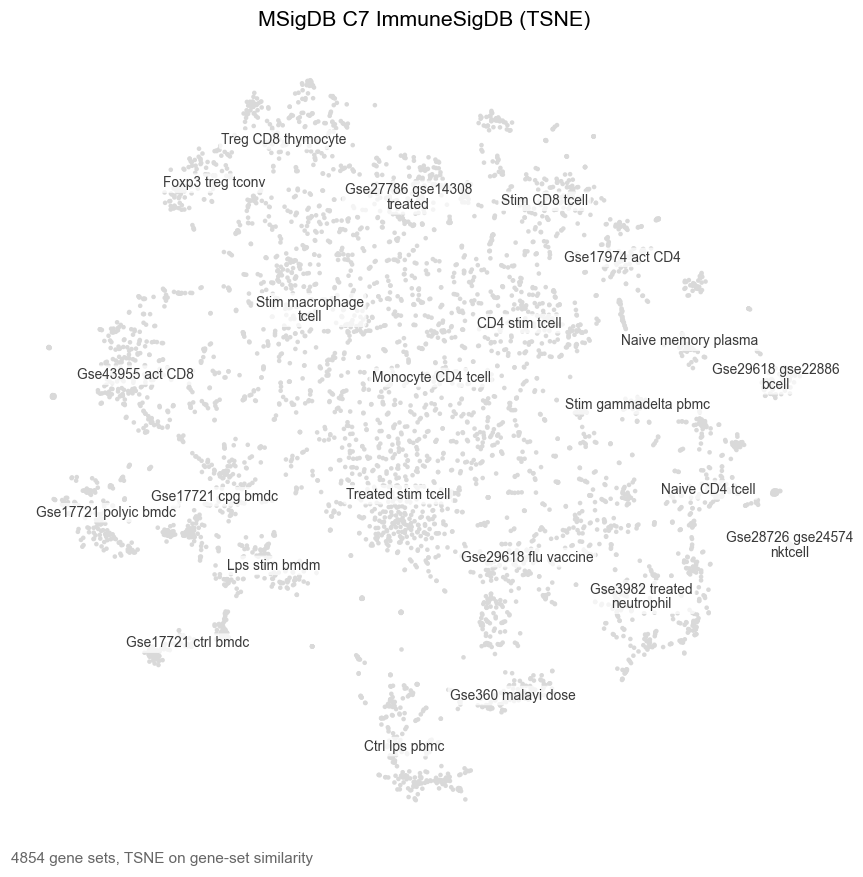 MSigDB C7 ImmuneSigDB (TSNE)
Treg CD8 thymocyte
Foxp3 treg tconv
Gse27786 gse14308
treated
Stim CD8 tcell
Gse17974 act CD4
Stim macrophage
tcell
CD4 stim tcell
Naive memory plasma
Gse43955 act CD8
Monocyte CD4 tcell
Gse29618 gse22886
bcell
Stim gammadelta pbmc
Gse17721 cpg bmdc
Treated stim tcell
Naive CD4 tcell
Gse17721 polyic bmdc
Gse28726 gse24574
nktcell
Lps stim bmdm
Gse29618 flu vaccine
Gse3982 treated
neutrophil
Gse17721 ctrl bmdc
Gse360 malayi dose
Ctrl lps pbmc
4854 gene sets, TSNE on gene-set similarity